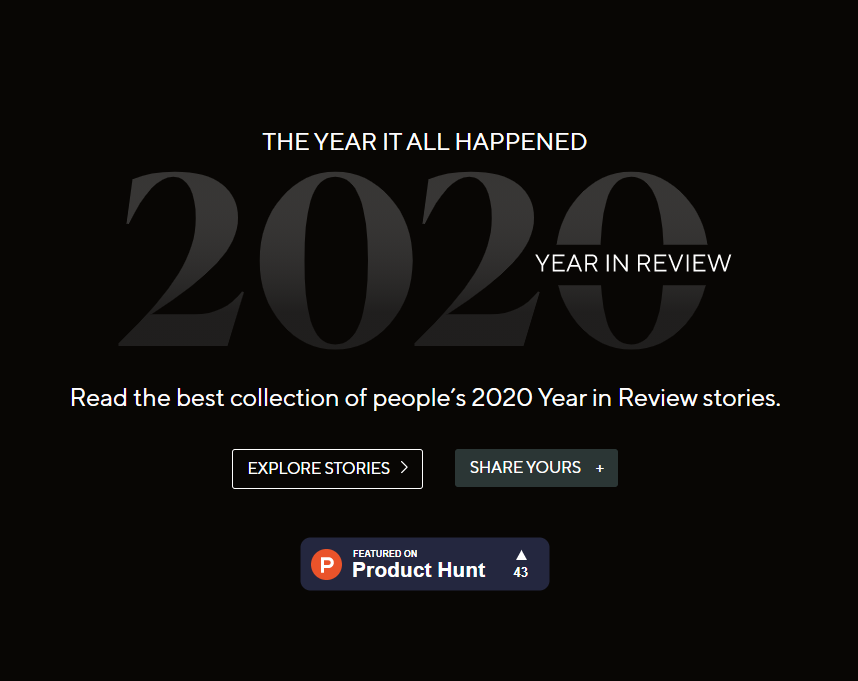 THE YEAR IT ALL HAPPENED
2020
YEAR IN REVIEW
Read the best collection of people´s 2020 Year in Review stories.
EXPLORE STORIES >
SHARE YOURS +
P
FEATURED ON
Product Hunt
▲
43